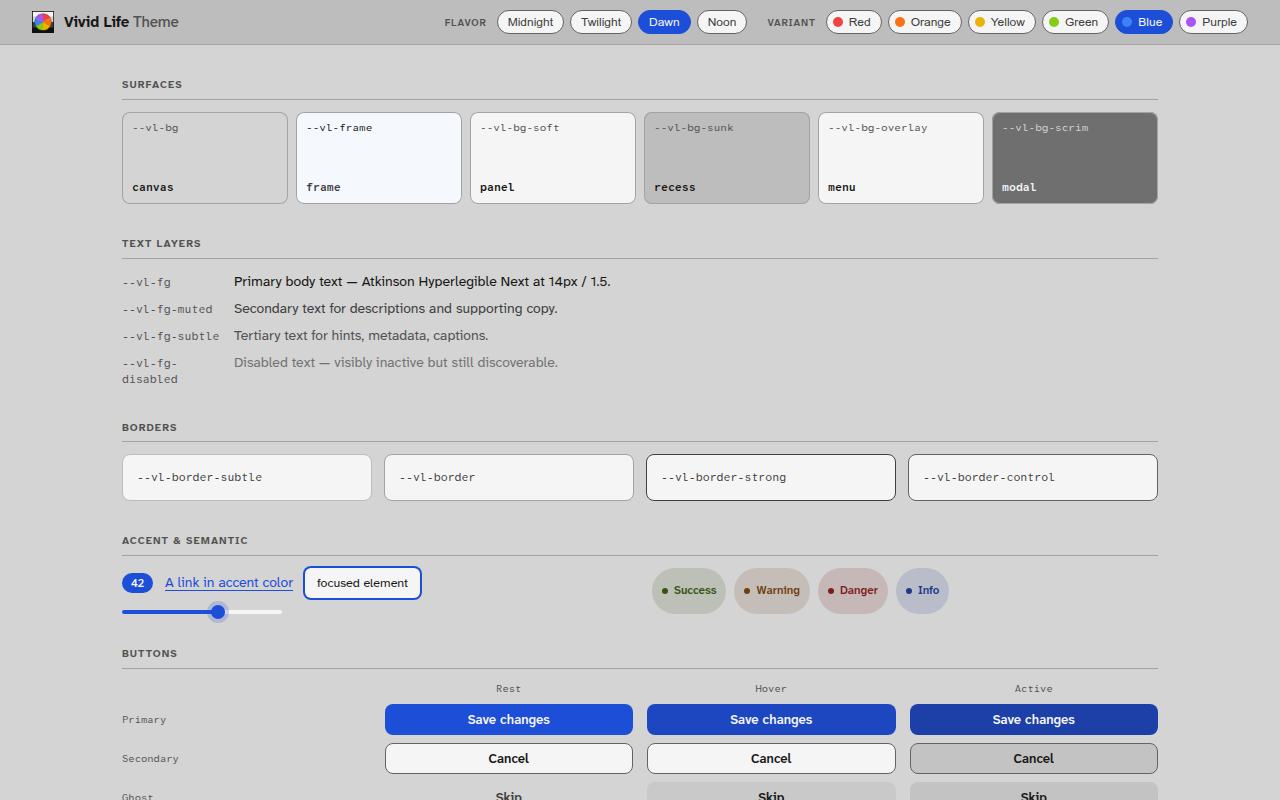 Vivid Life Theme
FLAVOR Midnight Twilight Dawn Noon VARIANT Red Orange Yellow Green Blue Purple
SURFACES
--vl-bg --vl-frame --vl-bg-soft --vl-bg-sunk --vl-bg-overlay --vl-bg-scrim
canvas frame panel recess menu modal
TEXT LAYERS
--vl-fg Primary body text — Atkinson Hyperlegible Next at 14px / 1.5.
--vl-fg-muted Secondary text for descriptions and supporting copy.
--vl-fg-subtle Tertiary text for hints, metadata, captions.
--vl-fg-disabled Disabled text — visibly inactive but still discoverable.
BORDERS
--vl-border-subtle --vl-border --vl-border-strong --vl-border-control
ACCENT & SEMANTIC
42 A link in accent color focused element Success Warning Danger Info
BUTTONS
Rest Hover Active
Primary Save changes Save changes Save changes
Secondary Cancel Cancel Cancel
Ghost Skip Skip Skip